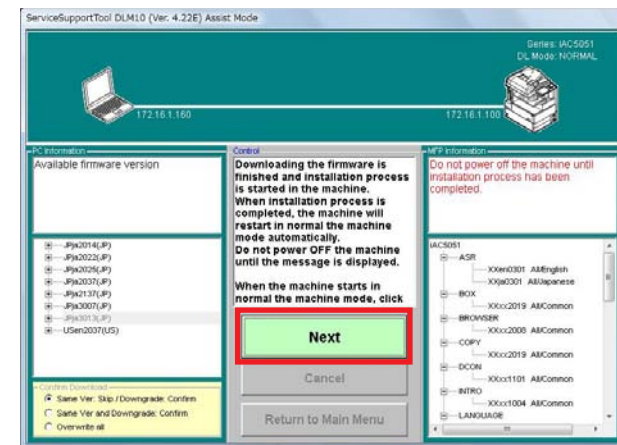 ServiceSupportTool DLM10 (Ver. 4.22E) Assist Mode
Series: iAC5051
DL Mode: NORMAL
172.16.1.160
172.16.1.100
PC Information
Available firmware version
JPja2014(JP)
JPja2022(JP)
JPja2025(JP)
JPja2037(JP)
JPja2137(JP)
JPja3007(JP)
JPja3013(JP)
USen2037(US)
Confirm Download
Same Ver: Skip / Downgrade: Confirm
Same Ver and Downgrade: Confirm
Overwrite all
Control
Downloading the firmware is
finished and installation process
is started in the machine.
When installation process is
completed, the machine will
restart in normal the machine
mode automatically.
Do not power OFF the machine
until the message is displayed.
When the machine starts in
normal the machine mode, click
Next
Cancel
Return to Main Menu
MFP Information
Do not power off the machine until
installation process has been
completed.
iAC5051
ASR
XXen0301 All/English
XXja0301 All/Japanese
BOX
XXxx2019 All/Common
BROWSER
XXxx2008 All/Common
COPY
XXxx2019 All/Common
DCON
XXxx1101 All/Common
INTRO
XXxx1004 All/Common
LANGUAGE